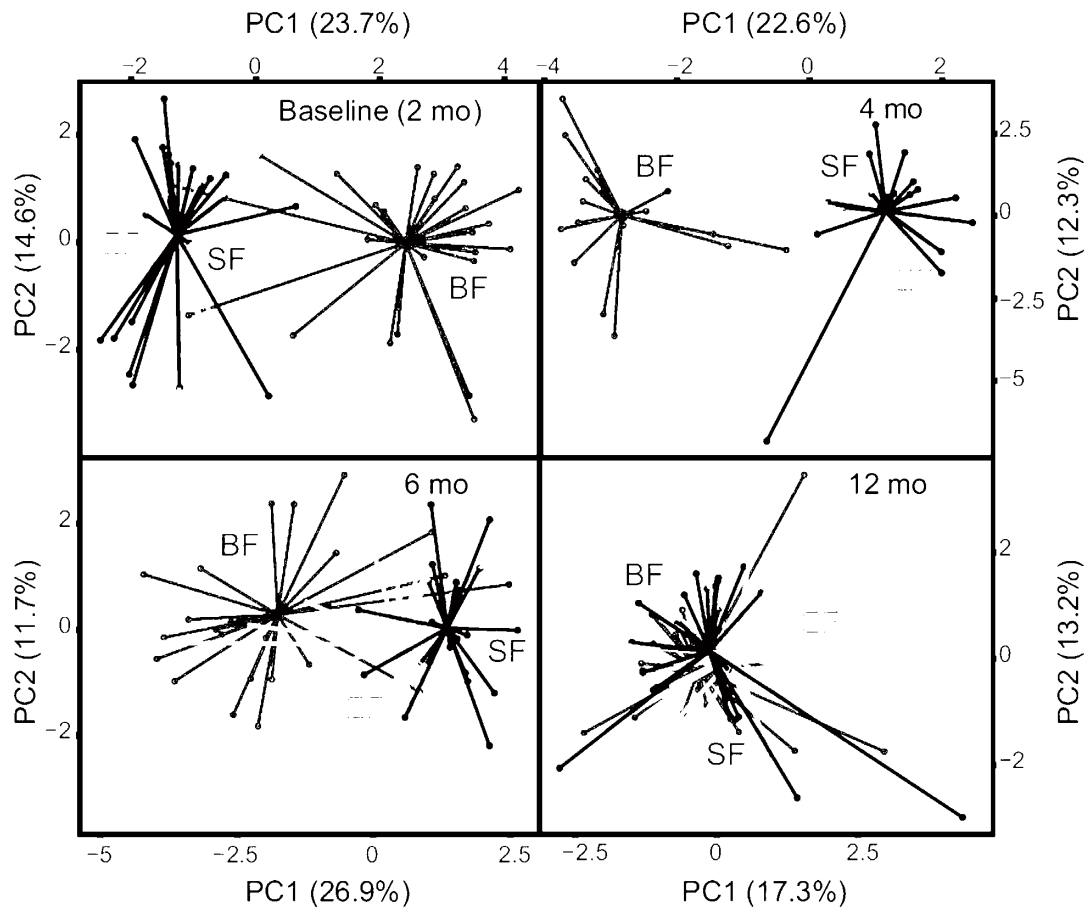 PC1 (23.7%)
PC1 (22.6%)
−2 0 2 4
−4 −2 0 2
Baseline (2 mo)
4 mo
PC2 (14.6%)
2
0
−2
SF
BF
BF
SF
2.5
0
−2.5
−5
PC2 (12.3%)
6 mo
12 mo
PC2 (11.7%)
2
0
−2
BF
SF
BF
SF
2
0
−2
PC2 (13.2%)
−5 −2.5 0 2.5
−2.5 0 2.5
PC1 (26.9%)
PC1 (17.3%)